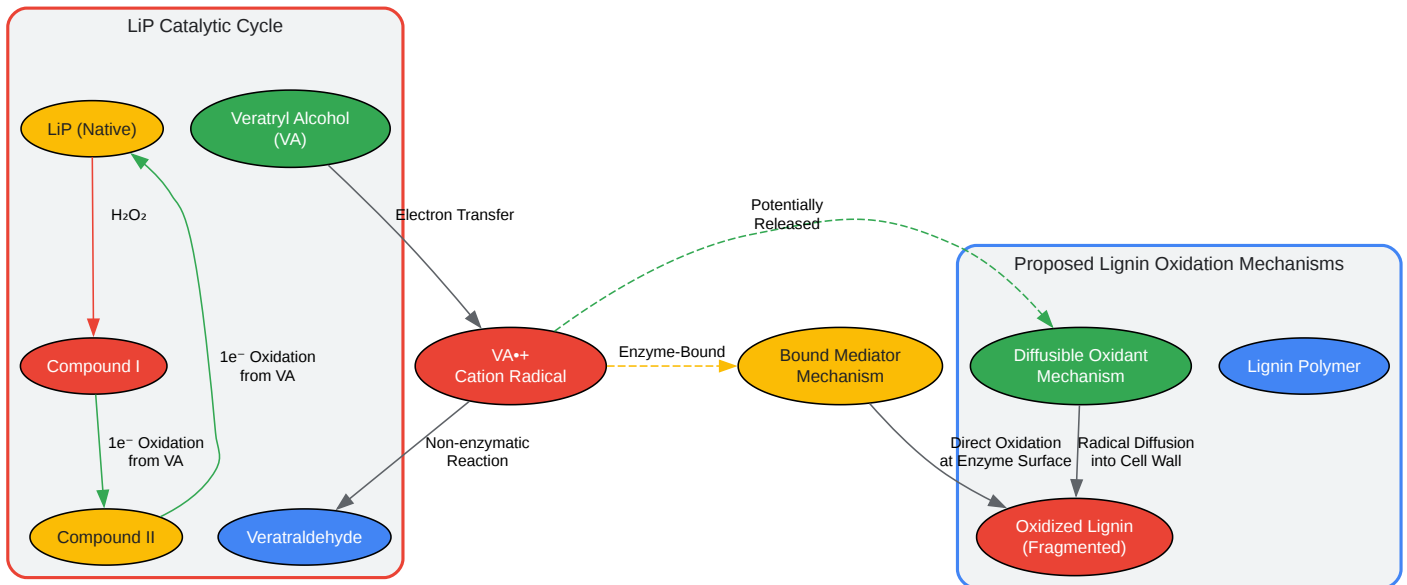 LiP Catalytic Cycle
LiP (Native)
Veratryl Alcohol
(VA)
H₂O₂
Electron Transfer
Potentially
Released
Proposed Lignin Oxidation Mechanisms
Compound I
1e⁻ Oxidation
from VA
VA•+
Cation Radical
Enzyme-Bound
Bound Mediator
Mechanism
Diffusible Oxidant
Mechanism
Lignin Polymer
1e⁻ Oxidation
from VA
Non-enzymatic
Reaction
Direct Oxidation
at Enzyme Surface
Radical Diffusion
into Cell Wall
Compound II
Veratraldehyde
Oxidized Lignin
(Fragmented)